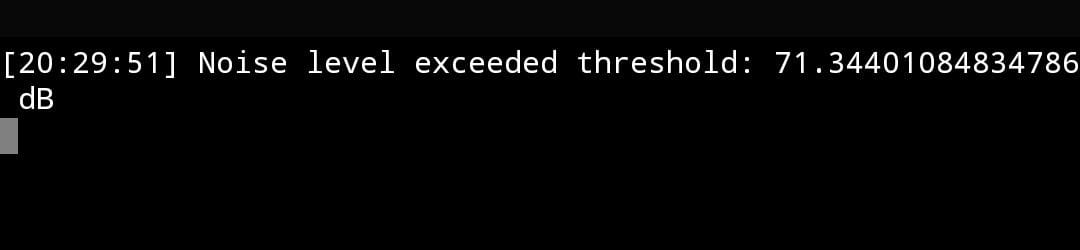 [20:29:51] Noise level exceeded threshold: 71.34401084834786
dB